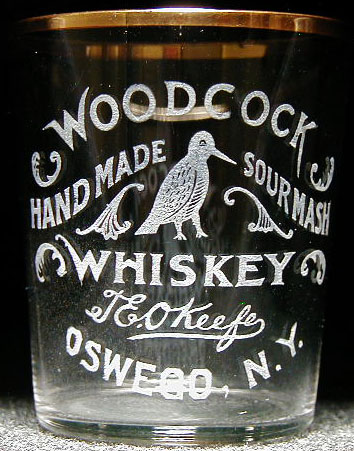 WOODCOCK
HAND MADE SOUR MASH
WHISKEY
J.E.O'Keefe
OSWEGO, N.Y.